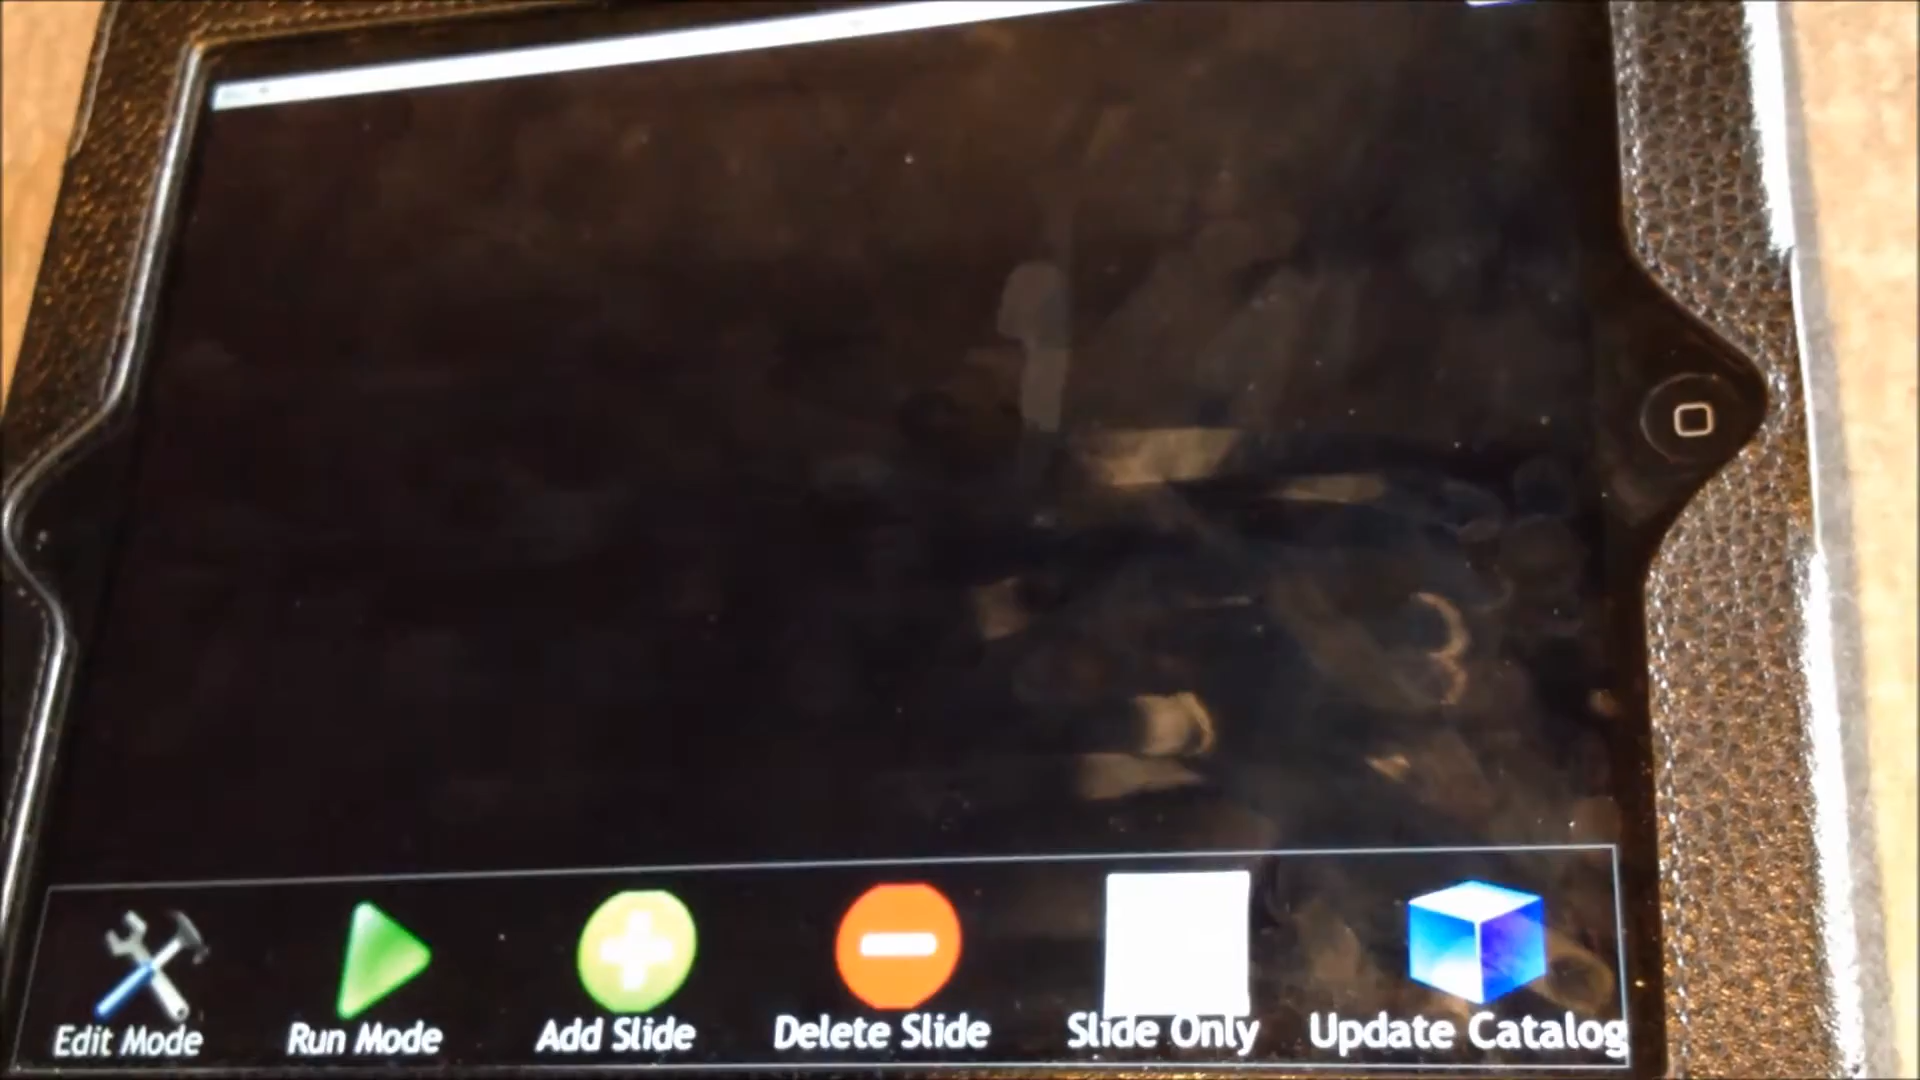 Edit Mode
Run Mode
Add Slide
Delete Slide
Slide Only
Update Catalog